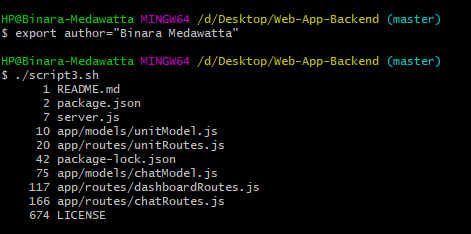 HP@Binara-Medawatta MINGW64 /d/Desktop/Web-App-Backend (master)
$ export author="Binara Medawatta"
HP@Binara-Medawatta MINGW64 /d/Desktop/Web-App-Backend (master)
$ ./script3.sh
1 README.md
2 package.json
7 server.js
10 app/models/unitModel.js
20 app/routes/unitRoutes.js
42 package-lock.json
75 app/models/chatModel.js
117 app/routes/dashboardRoutes.js
166 app/routes/chatRoutes.js
674 LICENSE